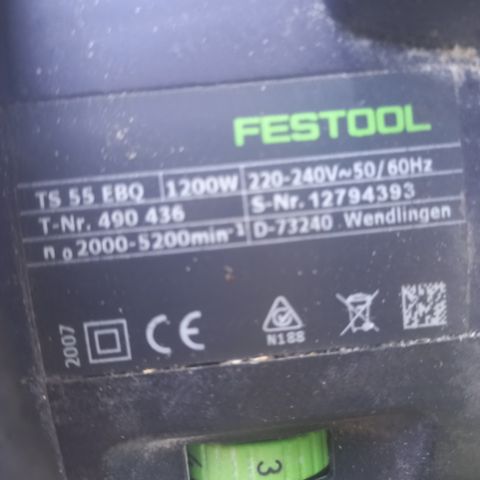 FESTOOL
TS 55 EBQ 1200W 220-240V~50/60Hz
T-Nr. 490 436 S-Nr. 12794393
n₀ 2000-5200min⁻¹ D-73240 Wendlingen
2007 CE N188
3